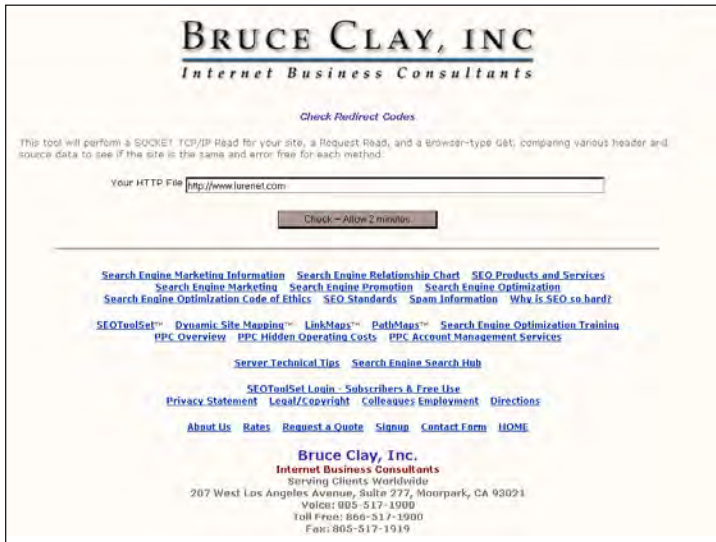 BRUCE CLAY, INC
Internet Business Consultants
Check Redirect Codes
This tool will perform a SOCKET TCP/IP Read for your site, a Request Read, and a Browser-type Get, comparing various header and
source data to see if the site is the same and error free for each method.
Your HTTP File http://www.lurenet.com
Check – Allow 2 minutes
Search Engine Marketing Information Search Engine Relationship Chart SEO Products and Services
Search Engine Marketing Search Engine Promotion Search Engine Optimization
Search Engine Optimization Code of Ethics SEO Standards Spam Information Why is SEO so hard?
SEOToolSet™ Dynamic Site Mapping™ LinkMaps™ PathMaps™ Search Engine Optimization Training
PPC Overview PPC Hidden Operating Costs PPC Account Management Services
Server Technical Tips Search Engine Search Hub
SEOToolSet Login - Subscribers & Free Use
Privacy Statement Legal/Copyright Colleagues Employment Directions
About Us Rates Request a Quote Signup Contact Form HOME
Bruce Clay, Inc.
Internet Business Consultants
Serving Clients Worldwide
207 West Los Angeles Avenue, Suite 277, Moorpark, CA 93021
Voice: 805-517-1900
Toll Free: 866-517-1900
Fax: 805-517-1919